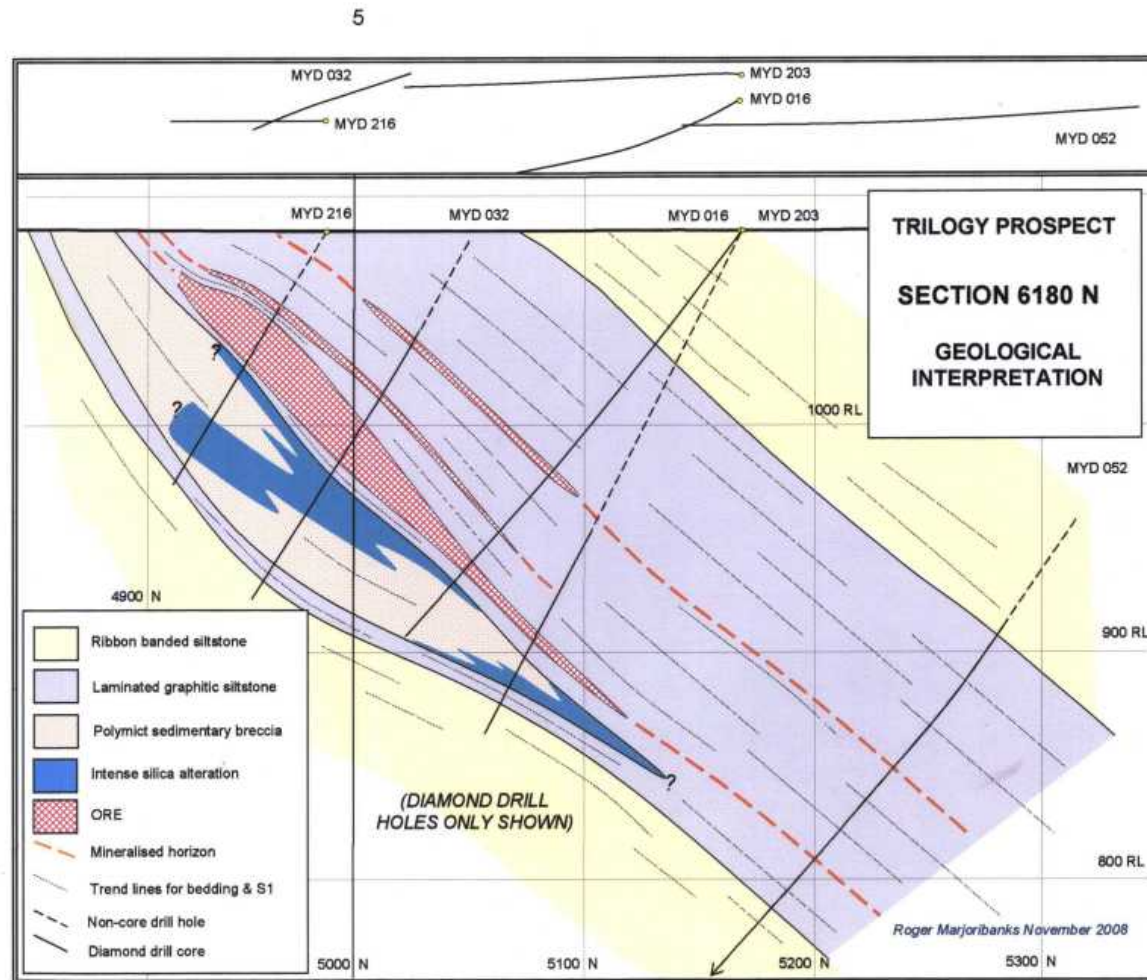 5
MYD 032
MYD 203
MYD 016
MYD 216
MYD 052
MYD 216
MYD 032
MYD 016
MYD 203
TRILOGY PROSPECT
SECTION 6180 N
GEOLOGICAL
INTERPRETATION
?
?
1000 RL
MYD 052
4900 N
900 RL
Ribbon banded siltstone
Laminated graphitic siltstone
Polymict sedimentary breccia
Intense silica alteration
ORE
Mineralised horizon
Trend lines for bedding & S1
Non-core drill hole
Diamond drill core
?
(DIAMOND DRILL
HOLES ONLY SHOWN)
800 RL
Roger Marjoribanks November 2008
5000 N
5100 N
5200 N
5300 N